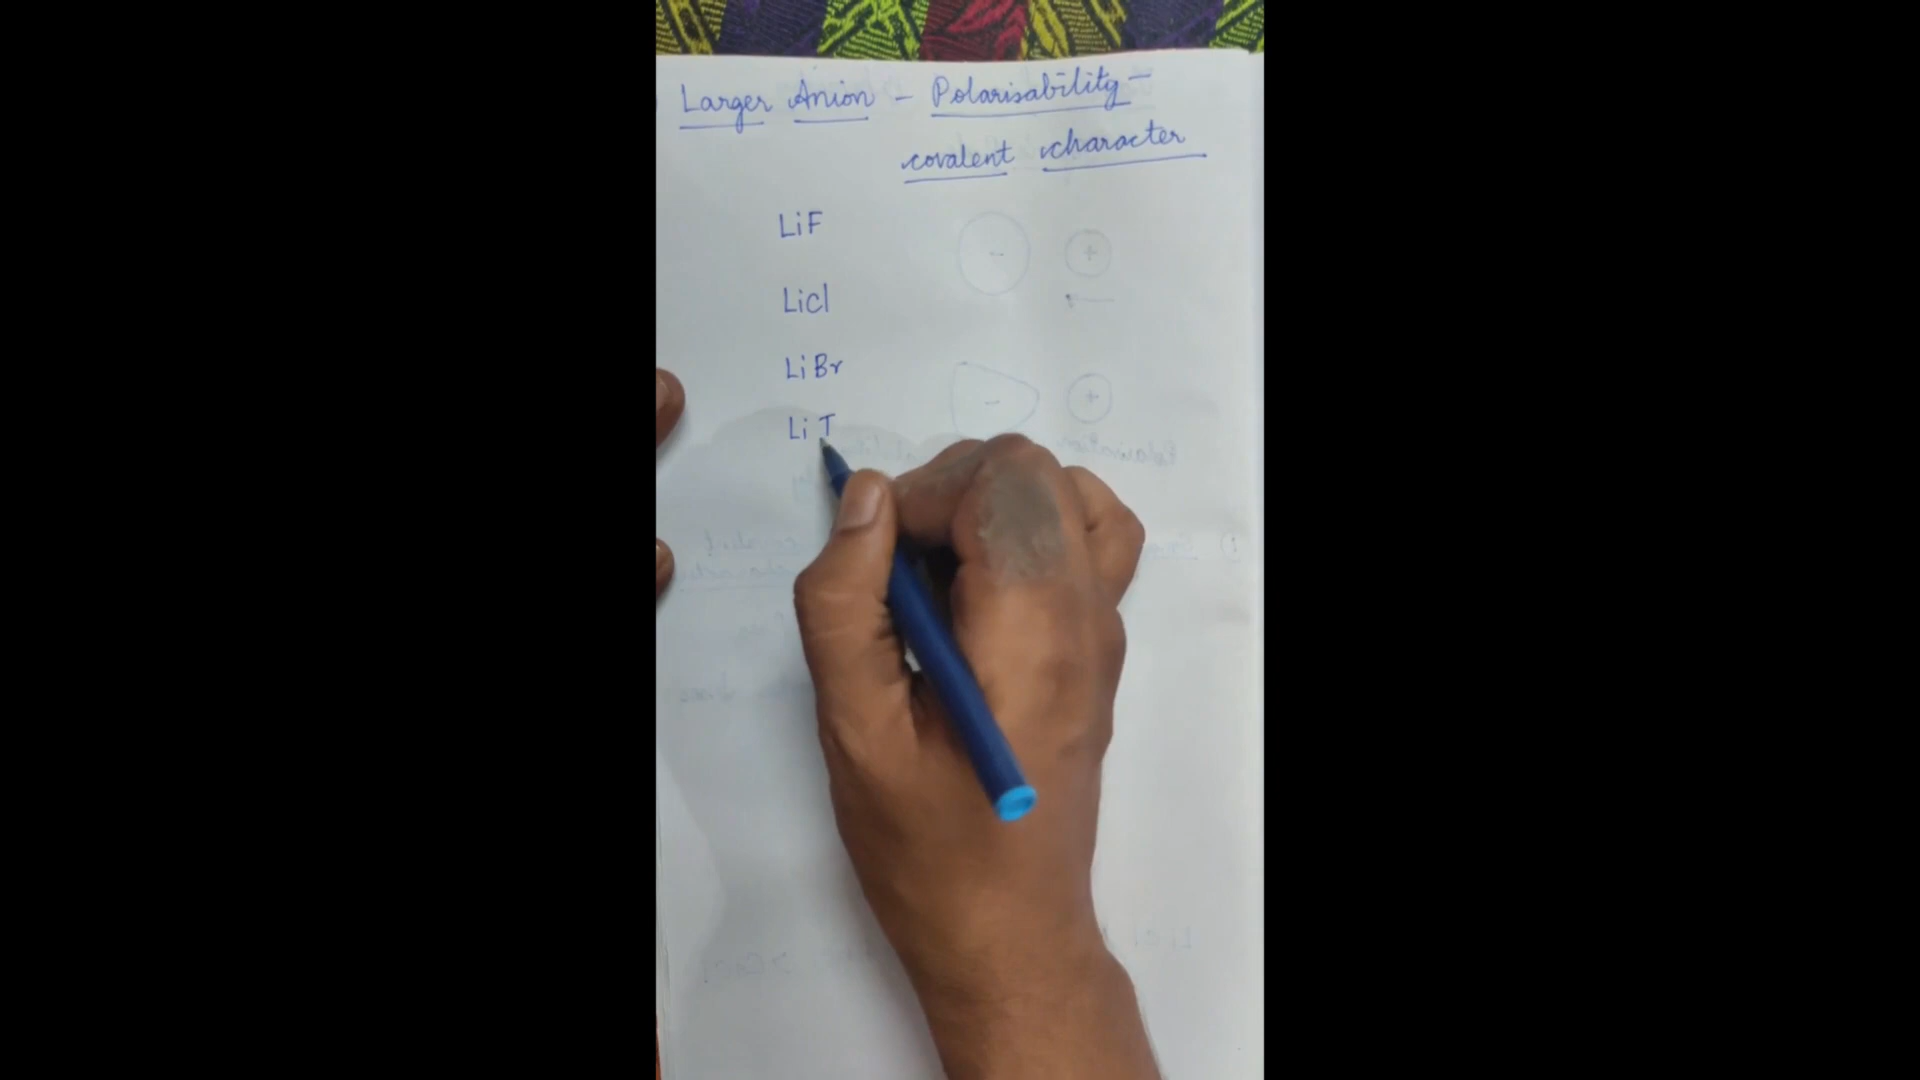 Larger Anion - Polarisability -
covalent character
LiF
Licl
LiBr
Li